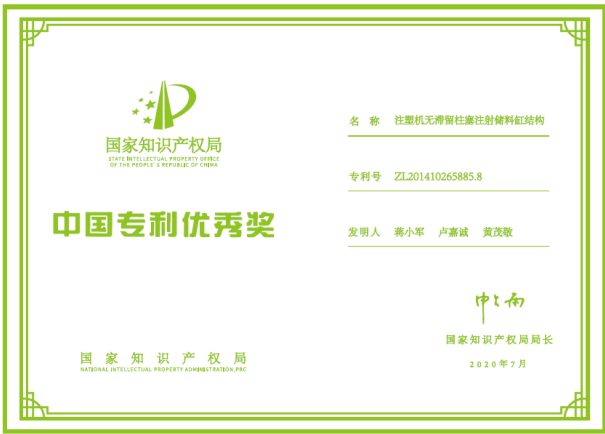 国家知识产权局
STATE INTELLECTUAL PROPERTY OFFICE
OF THE PEOPLE'S REPUBLIC OF CHINA
中国专利优秀奖
国家知识产权局
NATIONAL INTELLECTUAL PROPERTY ADMINISTRATION,PRC
名 称 注塑机无滞留柱塞注射储料缸结构
专利号 ZL201410265885.8
发明人 蒋小军 卢嘉诚 黄茂敬
国家知识产权局局长
2020年7月